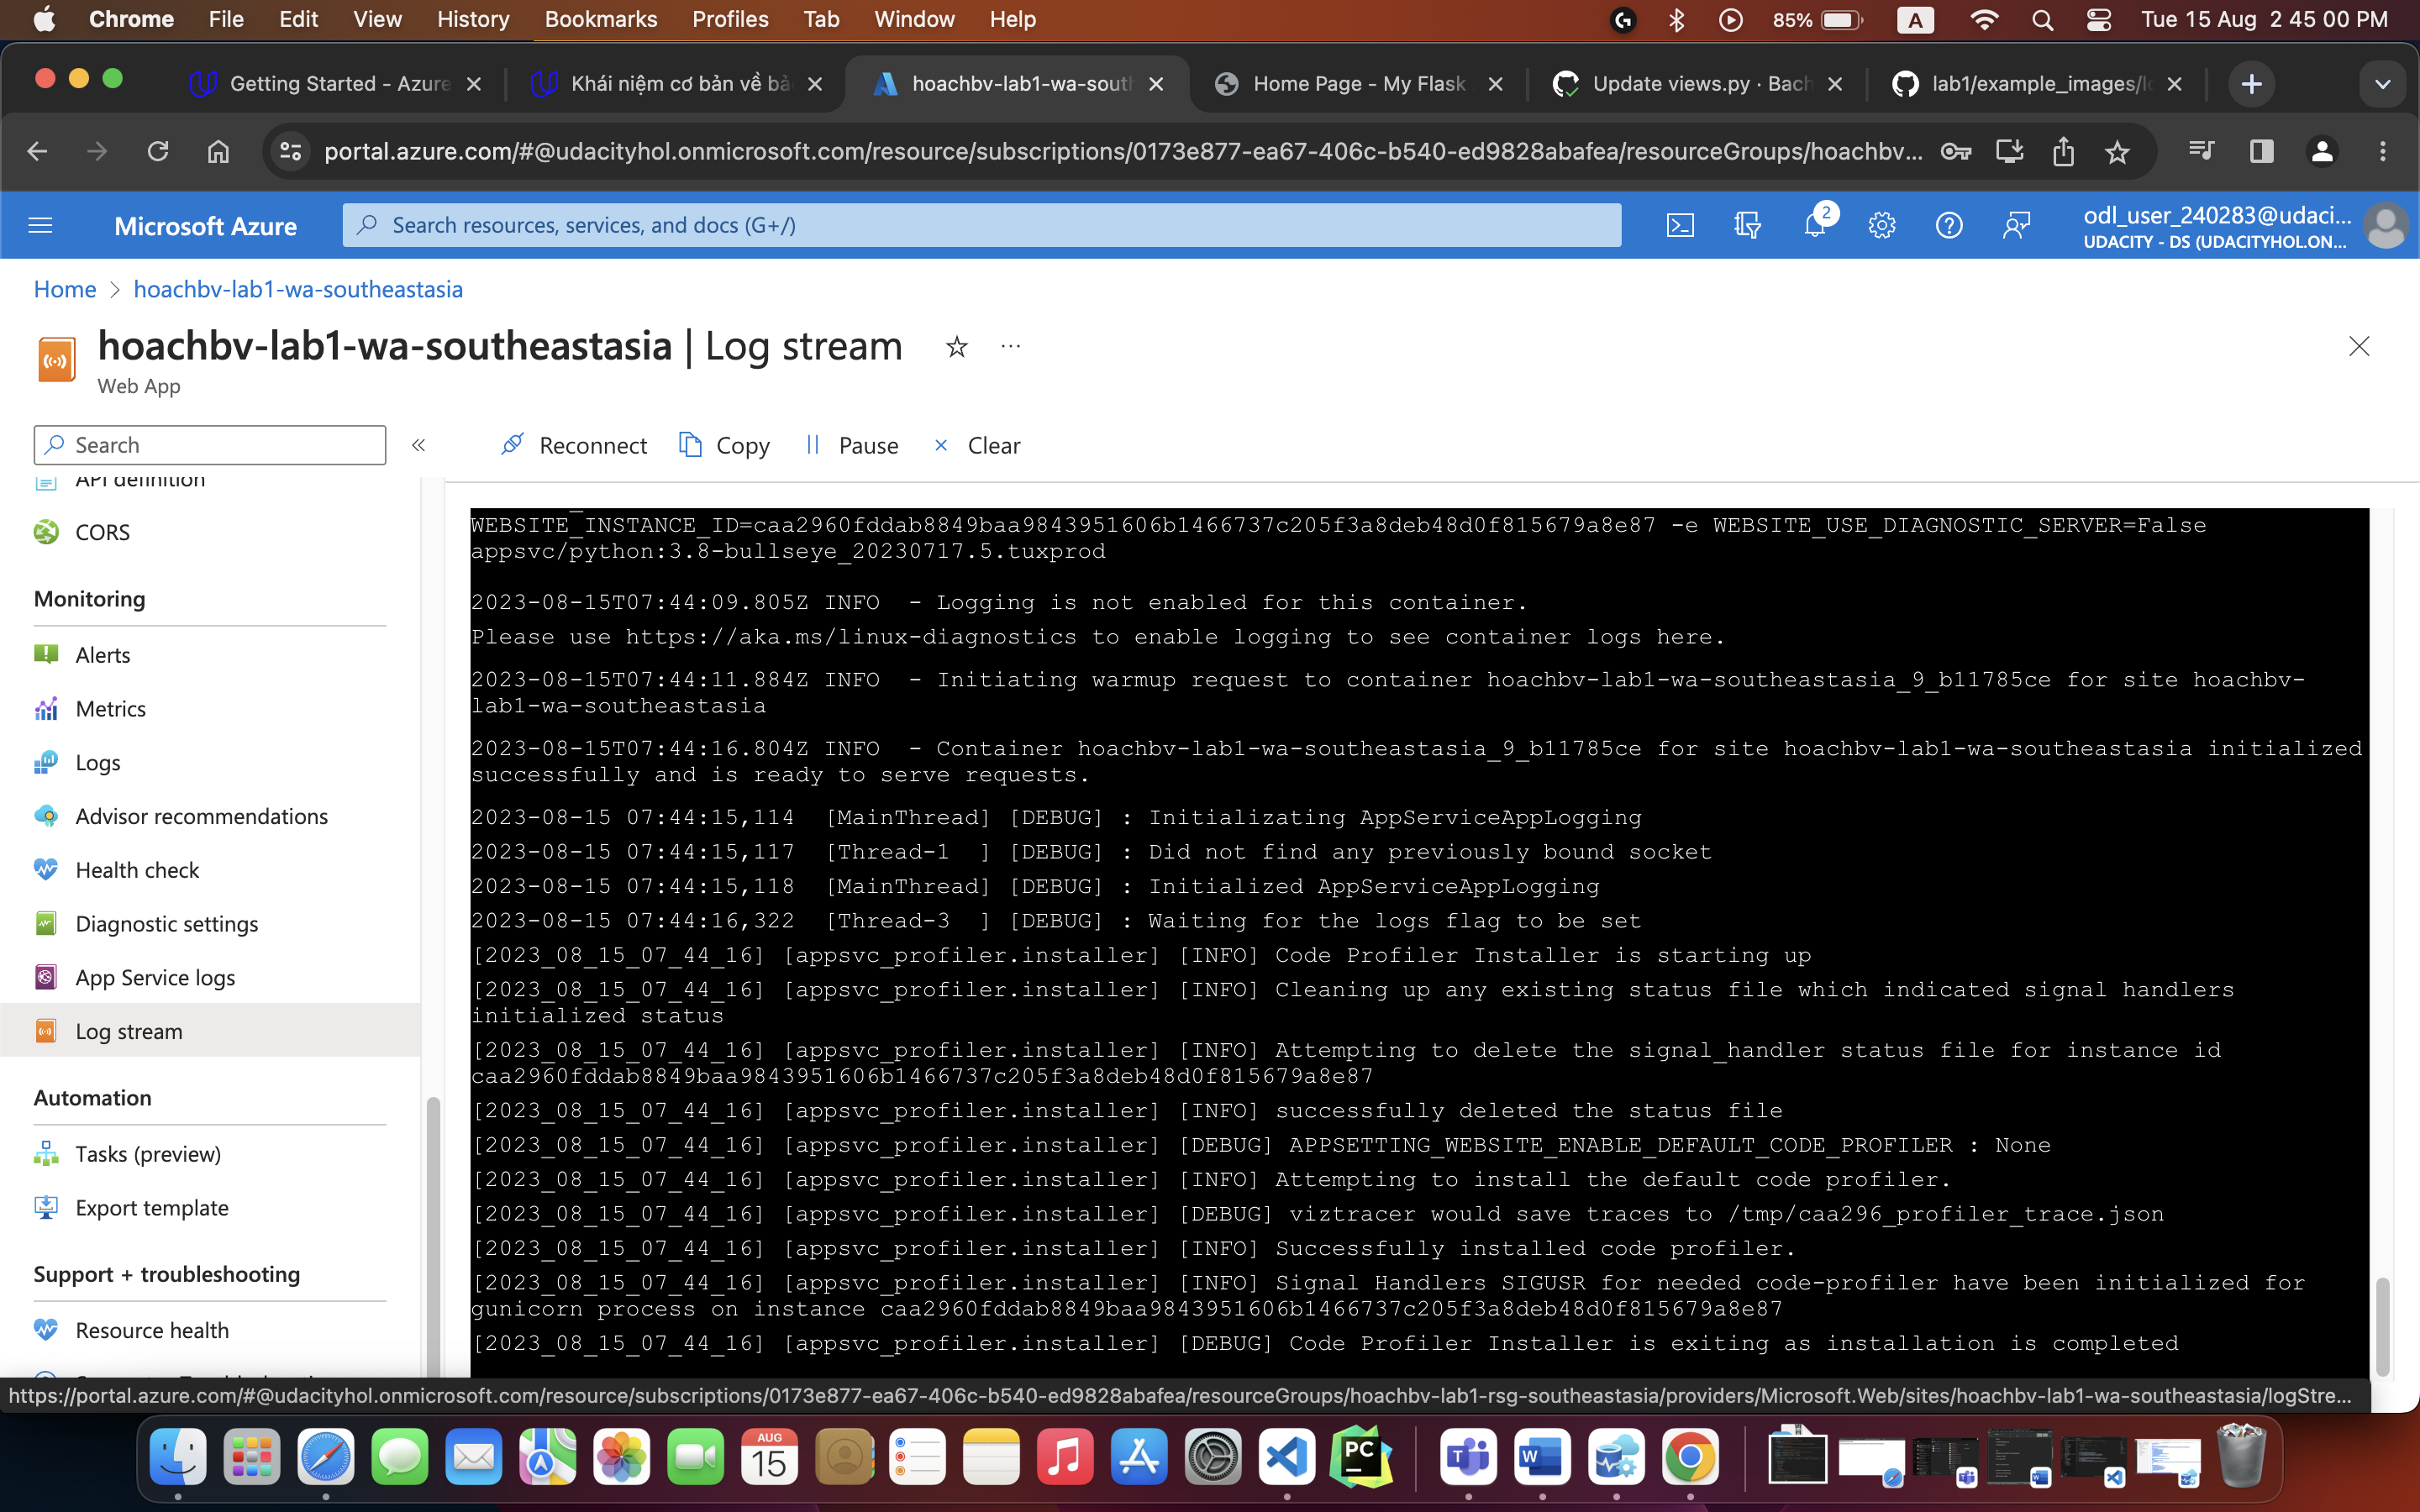 Chrome File Edit View History Bookmarks Profiles Tab Window Help 85% A Tue 15 Aug 2 45 00 PM
Getting Started - Azure
Khái niệm cơ bản về bả
hoachbv-lab1-wa-sout
Home Page - My Flask
Update views.py · Bach
lab1/example_images/l
portal.azure.com/#@udacityhol.onmicrosoft.com/resource/subscriptions/0173e877-ea67-406c-b540-ed9828abafea/resourceGroups/hoachbv...
Microsoft Azure
Search resources, services, and docs (G+/)
2
odl_user_240283@udaci...
UDACITY - DS (UDACITYHOL.ON...
Home > hoachbv-lab1-wa-southeastasia
hoachbv-lab1-wa-southeastasia | Log stream
Web App
Search
Reconnect Copy Pause Clear
API definition
CORS
Monitoring
Alerts
Metrics
Logs
Advisor recommendations
Health check
Diagnostic settings
App Service logs
Log stream
Automation
Tasks (preview)
Export template
Support + troubleshooting
Resource health
WEBSITE_INSTANCE_ID=caa2960fddab8849baa9843951606b1466737c205f3a8deb48d0f815679a8e87 -e WEBSITE_USE_DIAGNOSTIC_SERVER=False
appsvc/python:3.8-bullseye_20230717.5.tuxprod
2023-08-15T07:44:09.805Z INFO  - Logging is not enabled for this container.
Please use https://aka.ms/linux-diagnostics to enable logging to see container logs here.
2023-08-15T07:44:11.884Z INFO  - Initiating warmup request to container hoachbv-lab1-wa-southeastasia_9_b11785ce for site hoachbv-
lab1-wa-southeastasia
2023-08-15T07:44:16.804Z INFO  - Container hoachbv-lab1-wa-southeastasia_9_b11785ce for site hoachbv-lab1-wa-southeastasia initialized
successfully and is ready to serve requests.
2023-08-15 07:44:15,114  [MainThread] [DEBUG] : Initializating AppServiceAppLogging
2023-08-15 07:44:15,117  [Thread-1  ] [DEBUG] : Did not find any previously bound socket
2023-08-15 07:44:15,118  [MainThread] [DEBUG] : Initialized AppServiceAppLogging
2023-08-15 07:44:16,322  [Thread-3  ] [DEBUG] : Waiting for the logs flag to be set
[2023_08_15_07_44_16] [appsvc_profiler.installer] [INFO] Code Profiler Installer is starting up
[2023_08_15_07_44_16] [appsvc_profiler.installer] [INFO] Cleaning up any existing status file which indicated signal handlers
initialized status
[2023_08_15_07_44_16] [appsvc_profiler.installer] [INFO] Attempting to delete the signal_handler status file for instance id
caa2960fddab8849baa9843951606b1466737c205f3a8deb48d0f815679a8e87
[2023_08_15_07_44_16] [appsvc_profiler.installer] [INFO] successfully deleted the status file
[2023_08_15_07_44_16] [appsvc_profiler.installer] [DEBUG] APPSETTING_WEBSITE_ENABLE_DEFAULT_CODE_PROFILER : None
[2023_08_15_07_44_16] [appsvc_profiler.installer] [INFO] Attempting to install the default code profiler.
[2023_08_15_07_44_16] [appsvc_profiler.installer] [DEBUG] viztracer would save traces to /tmp/caa296_profiler_trace.json
[2023_08_15_07_44_16] [appsvc_profiler.installer] [INFO] Successfully installed code profiler.
[2023_08_15_07_44_16] [appsvc_profiler.installer] [INFO] Signal Handlers SIGUSR for needed code-profiler have been initialized for
gunicorn process on instance caa2960fddab8849baa9843951606b1466737c205f3a8deb48d0f815679a8e87
[2023_08_15_07_44_16] [appsvc_profiler.installer] [DEBUG] Code Profiler Installer is exiting as installation is completed
https://portal.azure.com/#@udacityhol.onmicrosoft.com/resource/subscriptions/0173e877-ea67-406c-b540-ed9828abafea/resourceGroups/hoachbv-lab1-rsg-southeastasia/providers/Microsoft.Web/sites/hoachbv-lab1-wa-southeastasia/logStre...
AUG
15
PC